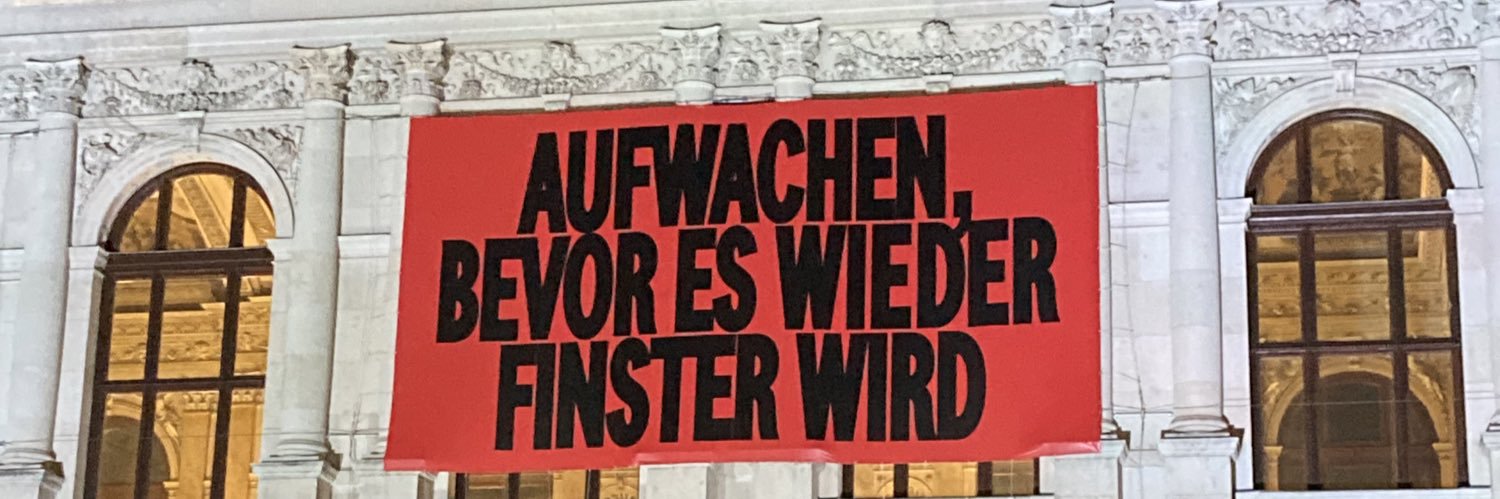 AUFWACHEN,
BEVOR ES WIEDER
FINSTER WIRD